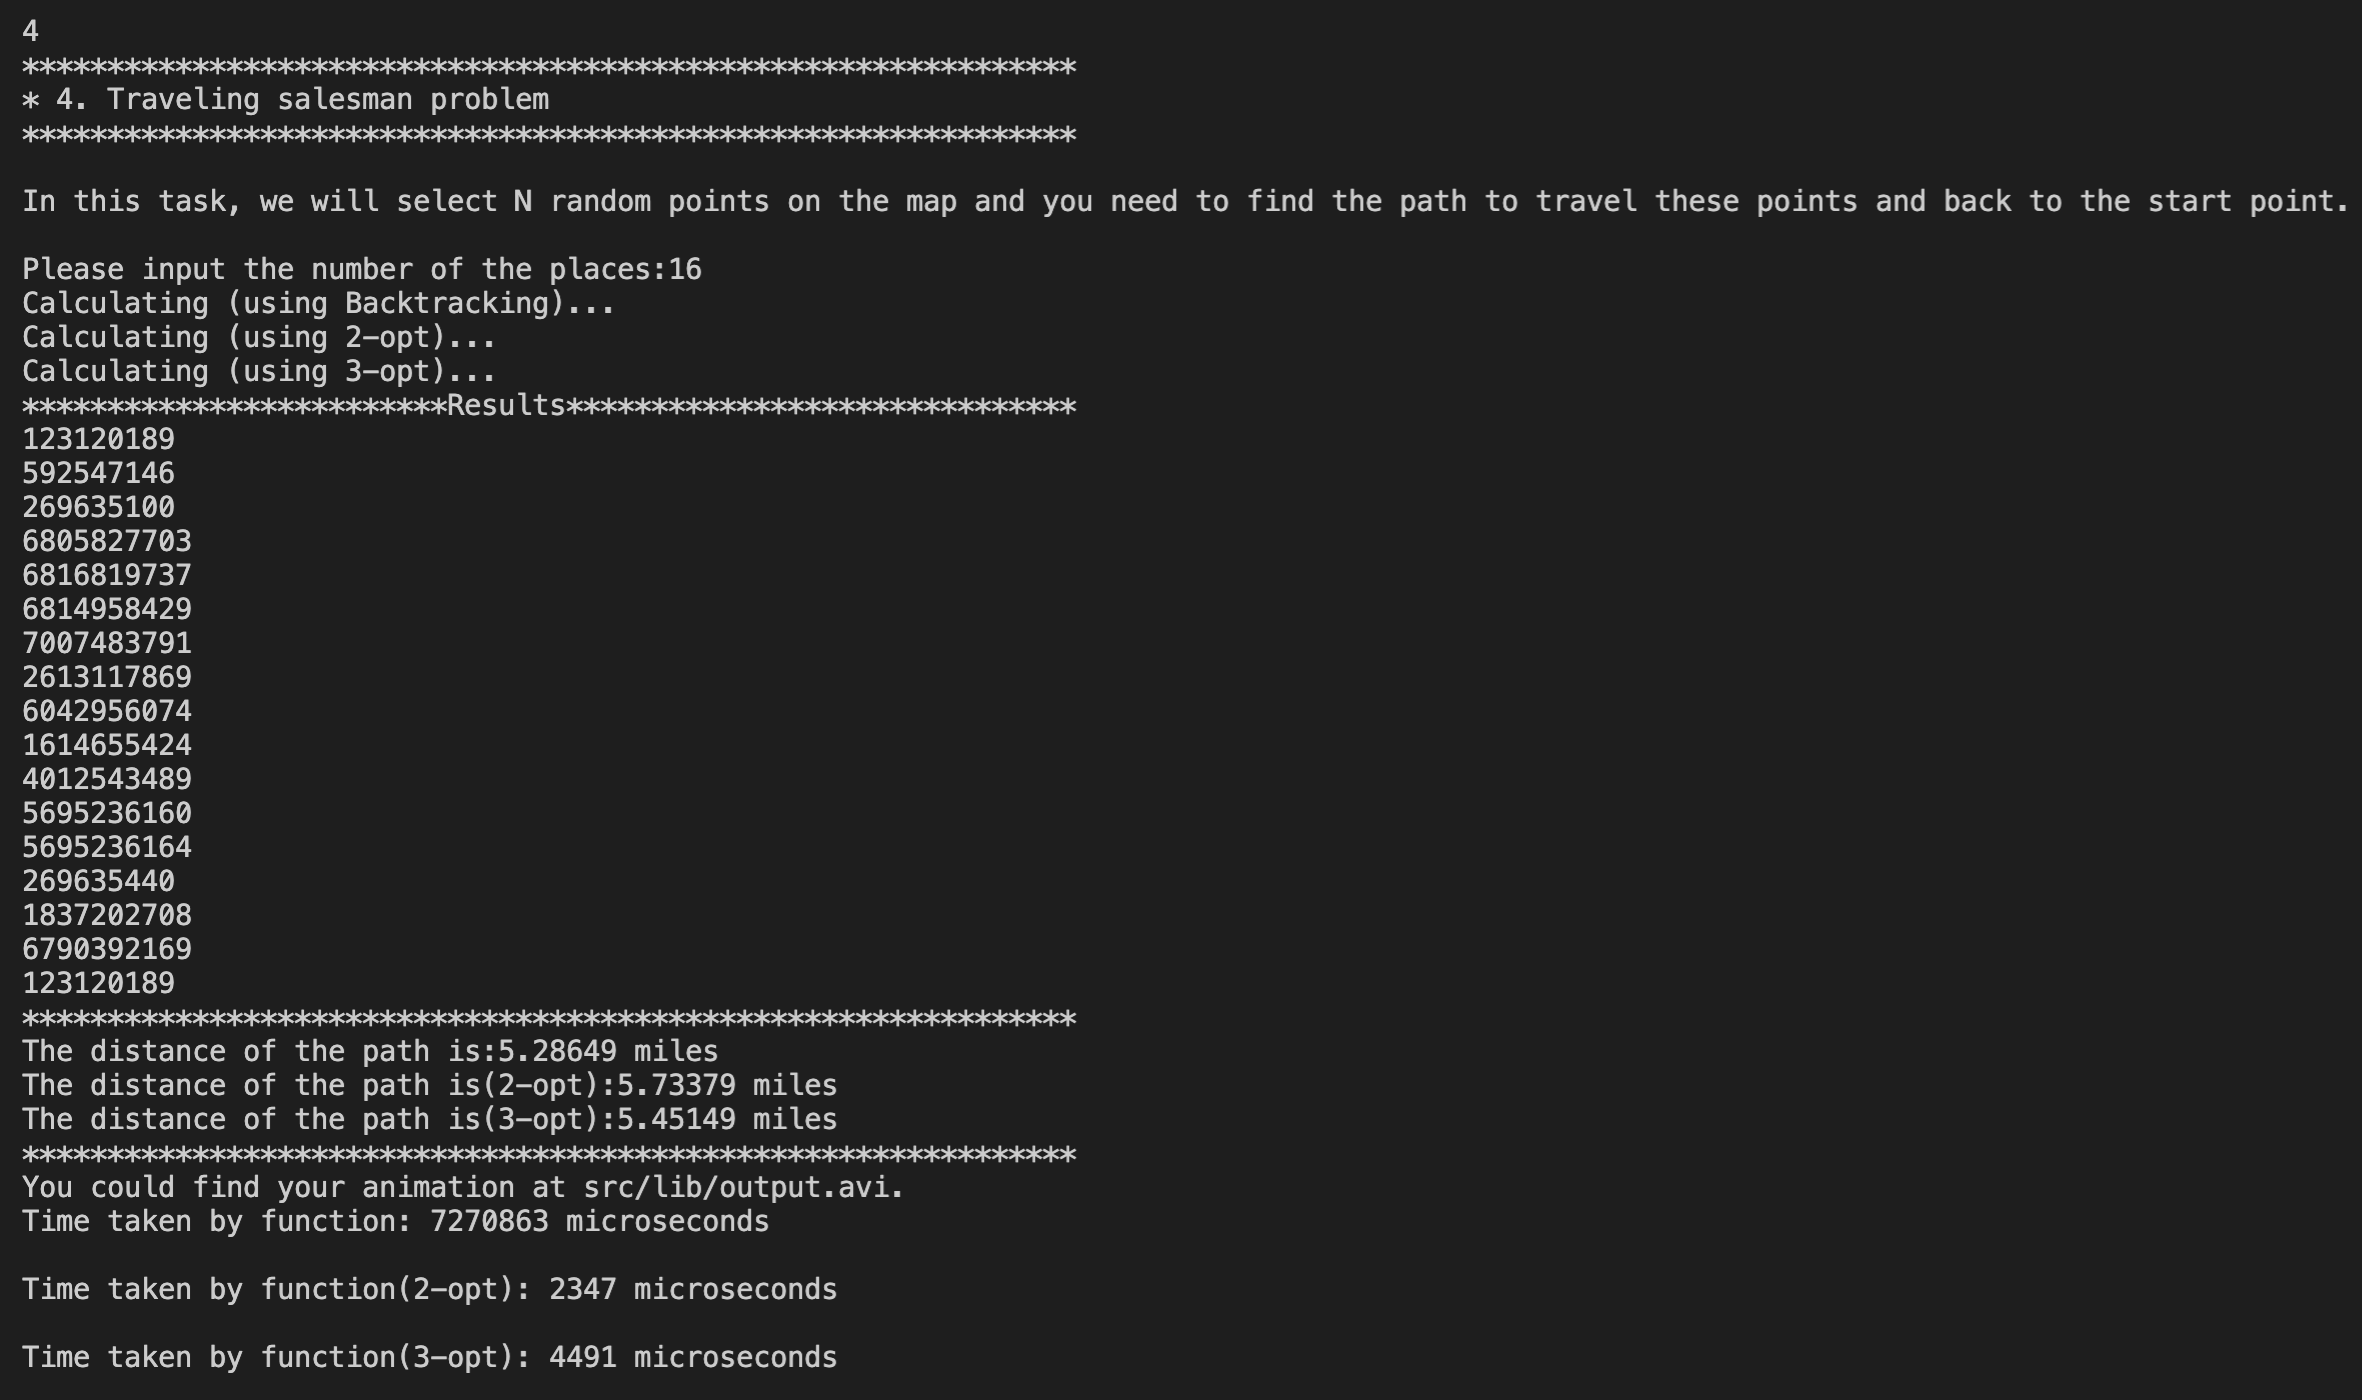 4
**************************************************************
* 4. Traveling salesman problem
**************************************************************
In this task, we will select N random points on the map and you need to find the path to travel these points and back to the start point.
Please input the number of the places:16
Calculating (using Backtracking)...
Calculating (using 2-opt)...
Calculating (using 3-opt)...
*************************Results******************************
123120189
592547146
269635100
6805827703
6816819737
6814958429
7007483791
2613117869
6042956074
1614655424
4012543489
5695236160
5695236164
269635440
1837202708
6790392169
123120189
**************************************************************
The distance of the path is:5.28649 miles
The distance of the path is(2-opt):5.73379 miles
The distance of the path is(3-opt):5.45149 miles
**************************************************************
You could find your animation at src/lib/output.avi.
Time taken by function: 7270863 microseconds
Time taken by function(2-opt): 2347 microseconds
Time taken by function(3-opt): 4491 microseconds